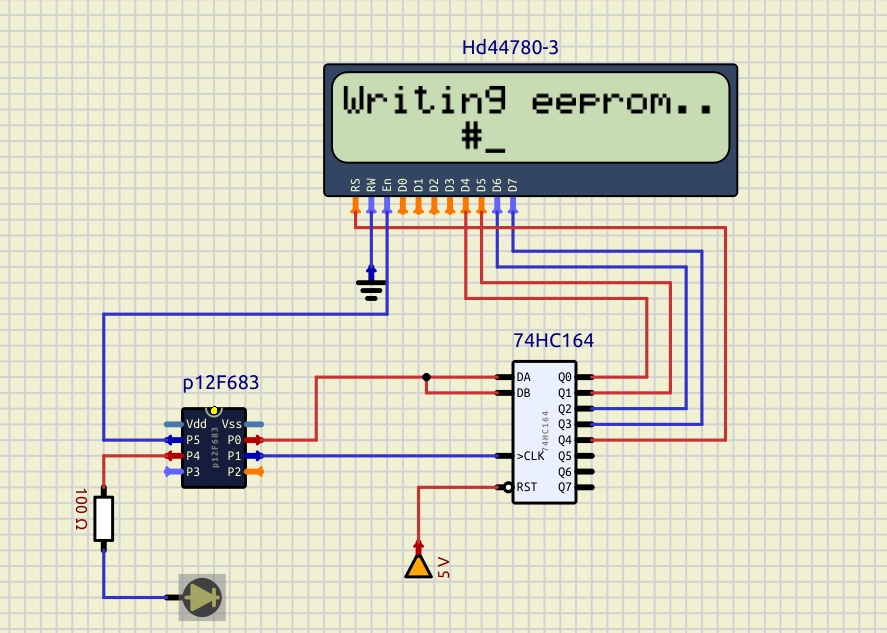 Hd44780-3
Writing eeprom..
#_
RS RW En D0 D1 D2 D3 D4 D5 D6 D7
74HC164
p12F683
Vdd Vss
P5 P0
P4 P1
P3 P2
p12F683
DA Q0
DB Q1
Q2
Q3
Q4
>CLK Q5
Q6
RST Q7
74HC164
100 Ω
5 V